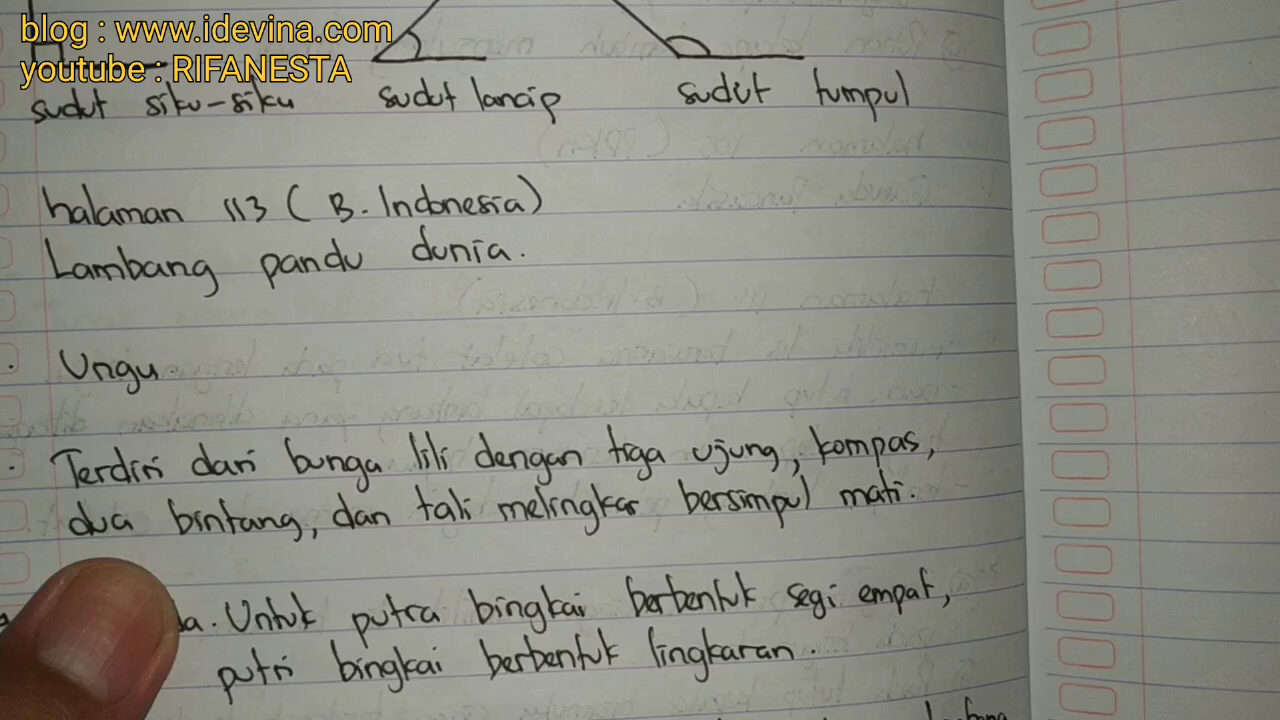 blog : www.idevina.com
youtube : RIFANESTA
sudut siku-siku sudut lancip sudut tumpul
halaman 113 ( B. Indonesia)
Lambang pandu dunia.
. Ungu
. Terdiri dari bunga lili dengan tiga ujung, kompas,
dua bintang, dan tali melingkar bersimpul mati.
a. Untuk putra bingkai berbentuk segi empat,
putri bingkai berbentuk lingkaran.